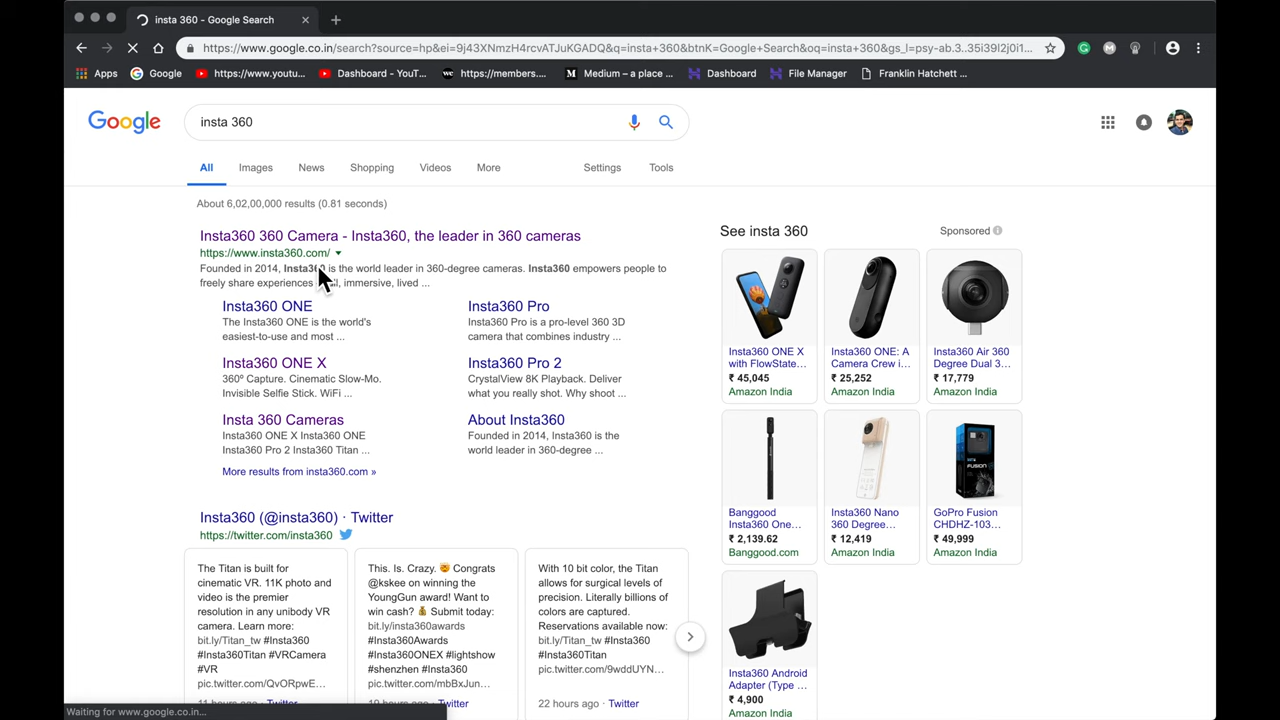 insta 360 - Google Search
https://www.google.co.in/search?source=hp&ei=9j43XNmzH4rcvATJuKGADQ&q=insta+360&btnK=Google+Search&oq=insta+360&gs_l=psy-ab.3..35i39l2j0i1...
Apps Google https://www.youtu... Dashboard - YouT... https://members.... Medium – a place ... Dashboard File Manager Franklin Hatchett ...
Google
insta 360
All Images News Shopping Videos More Settings Tools
About 6,02,00,000 results (0.81 seconds)
Insta360 360 Camera - Insta360, the leader in 360 cameras
https://www.insta360.com/
Founded in 2014, Insta360 is the world leader in 360-degree cameras. Insta360 empowers people to
freely share experiences immersive, lived ...
Insta360 ONE
The Insta360 ONE is the world's
easiest-to-use and most ...
Insta360 Pro
Insta360 Pro is a pro-level 360 3D
camera that combines industry ...
Insta360 ONE X
360º Capture. Cinematic Slow-Mo.
Invisible Selfie Stick. WiFi ...
Insta360 Pro 2
CrystalView 8K Playback. Deliver
what you really shot. Why shoot ...
Insta 360 Cameras
Insta360 ONE X Insta360 ONE
Insta360 Pro 2 Insta360 Titan ...
About Insta360
Founded in 2014, Insta360 is the
world leader in 360-degree ...
More results from insta360.com »
Insta360 (@insta360) · Twitter
https://twitter.com/insta360
The Titan is built for
cinematic VR. 11K photo and
video is the premier
resolution in any unibody VR
camera. Learn more:
bit.ly/Titan_tw #Insta360
#Insta360Titan #VRCamera
#VR
pic.twitter.com/QvORpwE...
11 hours ago · Twitter
This. Is. Crazy. 🤯 Congrats
@kskee on winning the
YoungGun award! Want to
win cash? 💰 Submit today:
bit.ly/insta360awards
#Insta360Awards
#Insta360ONEX #lightshow
#shenzhen #Insta360
pic.twitter.com/mbBxJun...
19 hours ago · Twitter
With 10 bit color, the Titan
allows for surgical levels of
precision. Literally billions of
colors are captured.
Reservations available now:
bit.ly/Titan_tw #Insta360
#Insta360Titan
pic.twitter.com/9wddUYN...
22 hours ago · Twitter
See insta 360
Sponsored
Insta360 ONE X
with FlowState...
₹ 45,045
Amazon India
Insta360 ONE: A
Camera Crew i...
₹ 25,252
Amazon India
Insta360 Air 360
Degree Dual 3...
₹ 17,779
Amazon India
Banggood
Insta360 One...
₹ 2,139.62
Banggood.com
Insta360 Nano
360 Degree...
₹ 12,419
Amazon India
FUSION
GoPro Fusion
CHDHZ-103...
₹ 49,999
Amazon India
Insta360 Android
Adapter (Type ...
₹ 4,900
Amazon India
Waiting for www.google.co.in...